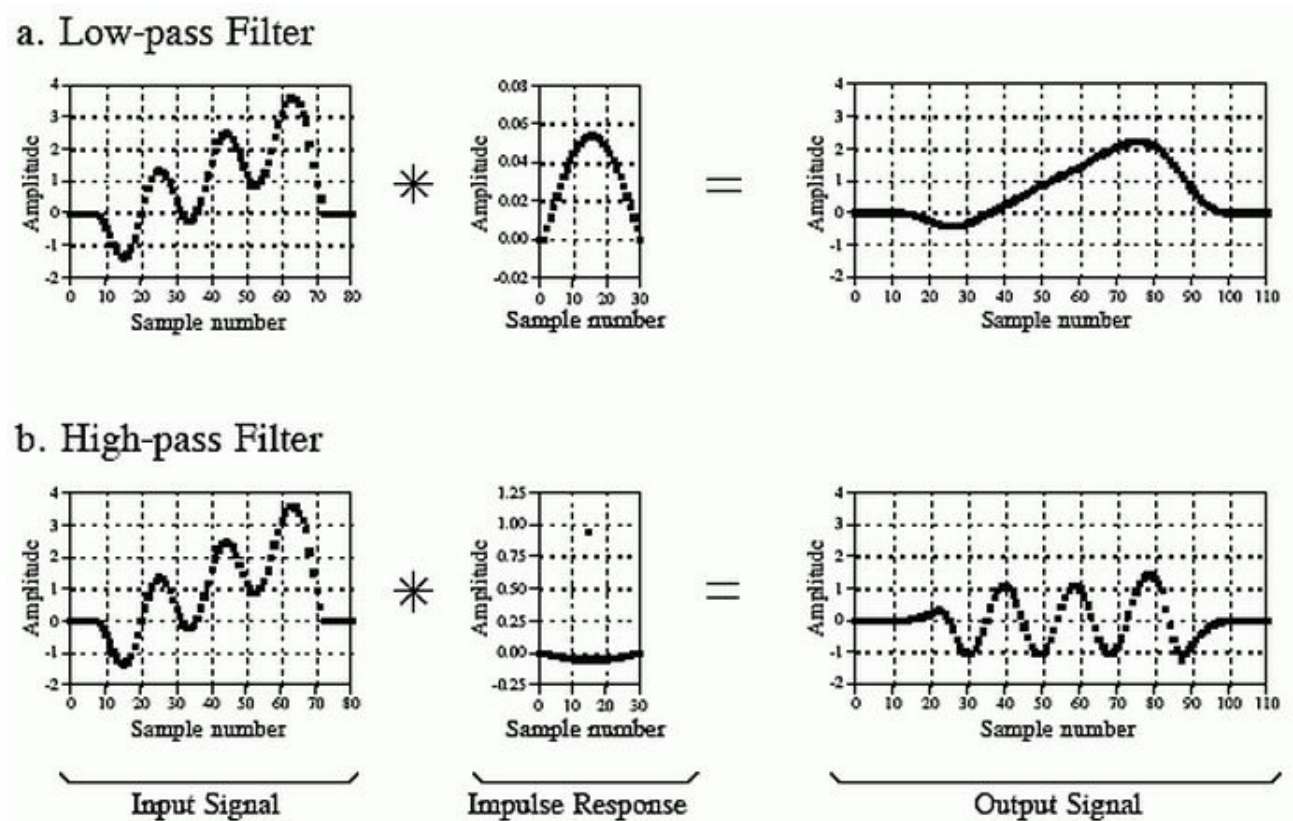 a. Low-pass Filter
4
3
2
1
0
-1
-2
Amplitude
0 10 20 30 40 50 60 70 80
Sample number
*
0.08
0.06
0.04
0.02
0.00
-0.02
Amplitude
0 10 20 30
Sample number
=
4
3
2
1
0
-1
-2
Amplitude
0 10 20 30 40 50 60 70 80 90 100 110
Sample number
b. High-pass Filter
4
3
2
1
0
-1
-2
Amplitude
0 10 20 30 40 50 60 70 80
Sample number
*
1.25
1.00
0.75
0.50
0.25
0.00
-0.25
Amplitude
0 10 20 30
Sample number
=
4
3
2
1
0
-1
-2
Amplitude
0 10 20 30 40 50 60 70 80 90 100 110
Sample number
Input Signal
Impulse Response
Output Signal